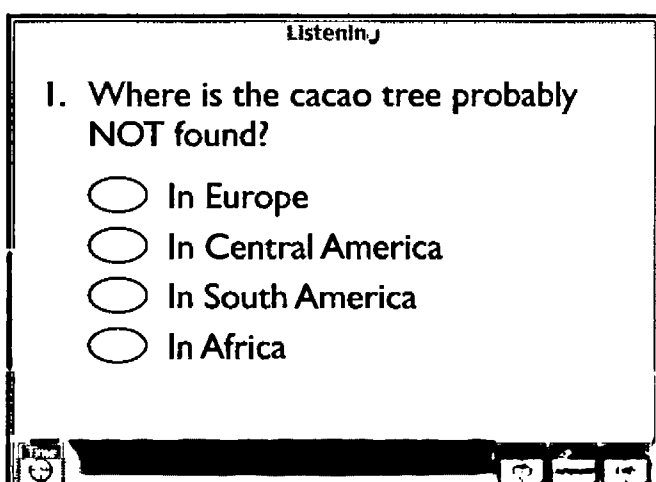 Listening
1. Where is the cacao tree probably
NOT found?
In Europe
In Central America
In South America
In Africa
Time